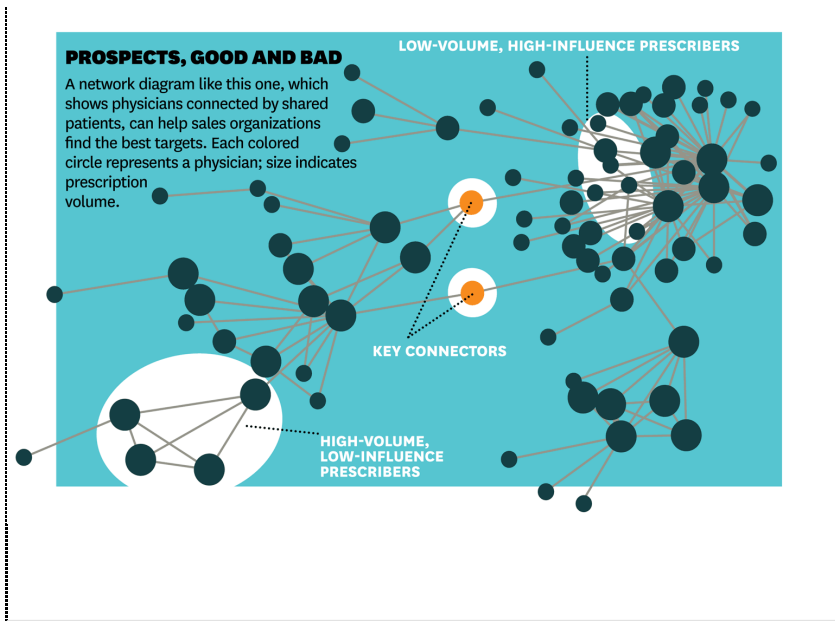 PROSPECTS, GOOD AND BAD
A network diagram like this one, which
shows physicians connected by shared
patients, can help sales organizations
find the best targets. Each colored
circle represents a physician; size indicates
prescription
volume.
LOW-VOLUME, HIGH-INFLUENCE PRESCRIBERS
KEY CONNECTORS
HIGH-VOLUME,
LOW-INFLUENCE
PRESCRIBERS